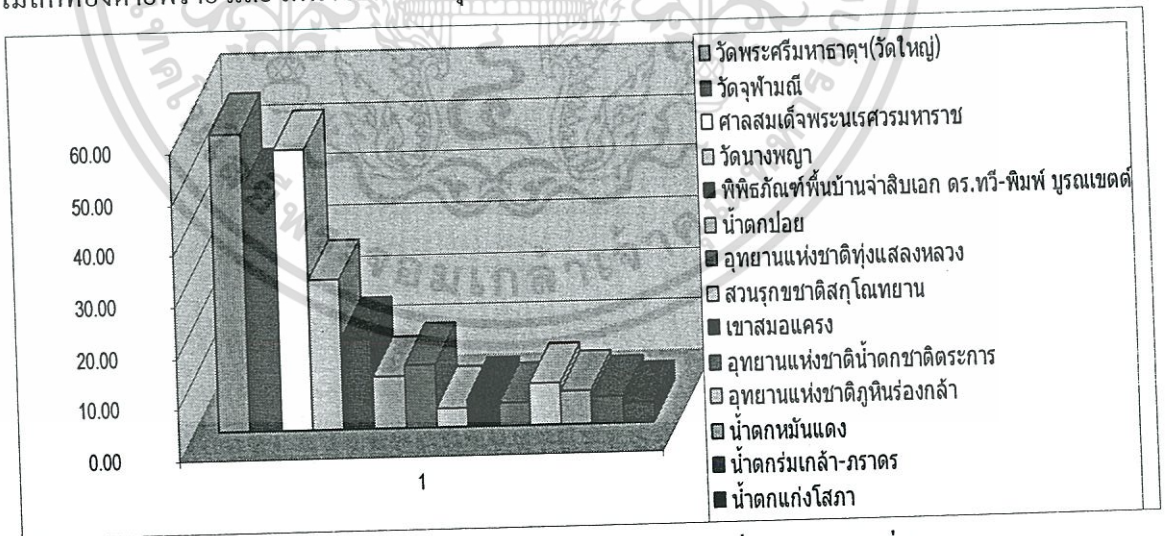 60.00
50.00
40.00
30.00
20.00
10.00
0.00
1
วัดพระศรีมหาธาตุฯ(วัดใหญ่)
วัดจุฬามณี
ศาลสมเด็จพระนเรศวรมหาราช
วัดนางพญา
พิพิธภัณฑ์พื้นบ้านจ่าสิบเอก ดร.ทวี-พิมพ์ บูรณเขตต์
น้ำตกปอย
อุทยานแห่งชาติทุ่งแสลงหลวง
สวนรุกขชาติสกุโณทยาน
เขาสมอแครง
อุทยานแห่งชาติน้ำตกชาติตระการ
อุทยานแห่งชาติภูหินร่องกล้า
น้ำตกหมันแดง
น้ำตกร่มเกล้า-ภราดร
น้ำตกแก่งโสภา